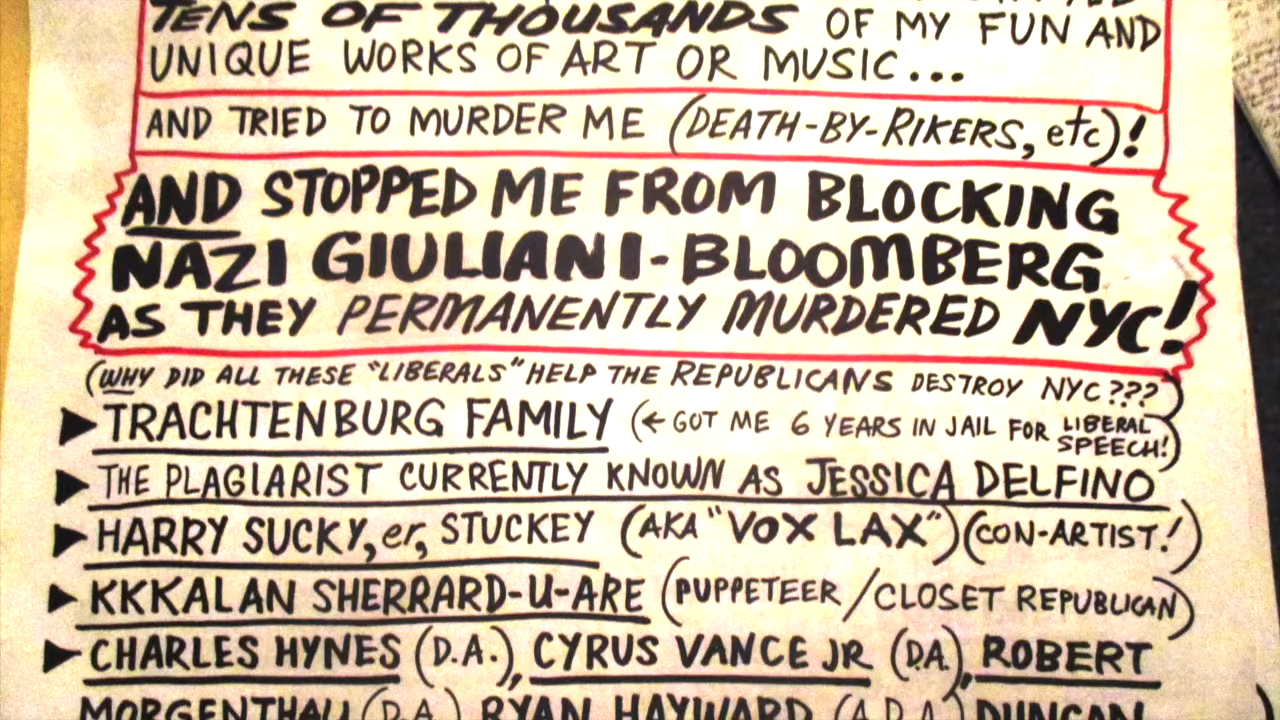 TENS OF THOUSANDS OF MY FUN AND
UNIQUE WORKS OF ART OR MUSIC...
AND TRIED TO MURDER ME (DEATH-BY-RIKERS, etc)!
AND STOPPED ME FROM BLOCKING
NAZI GIULIANI-BLOOMBERG
AS THEY PERMANENTLY MURDERED NYC!
(WHY DID ALL THESE "LIBERALS" HELP THE REPUBLICANS DESTROY NYC???)
▶TRACHTENBURG FAMILY (← GOT ME 6 YEARS IN JAIL FOR LIBERAL SPEECH!)
▶THE PLAGIARIST CURRENTLY KNOWN AS JESSICA DELFINO
▶HARRY SUCKY, er, STUCKEY (AKA "VOX LAX") (CON-ARTIST!)
▶KKKALAN SHERRARD-U-ARE (PUPPETEER/CLOSET REPUBLICAN)
▶CHARLES HYNES (D.A.), CYRUS VANCE JR (D.A.), ROBERT
MORGENTHAU (D.A.) RYAN HAYWARD (A.D.A.) DUNCAN